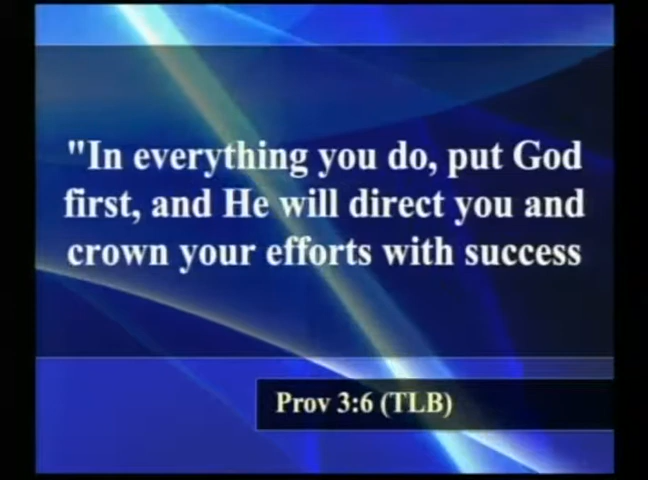 "In everything you do, put God
first, and He will direct you and
crown your efforts with success
Prov 3:6 (TLB)